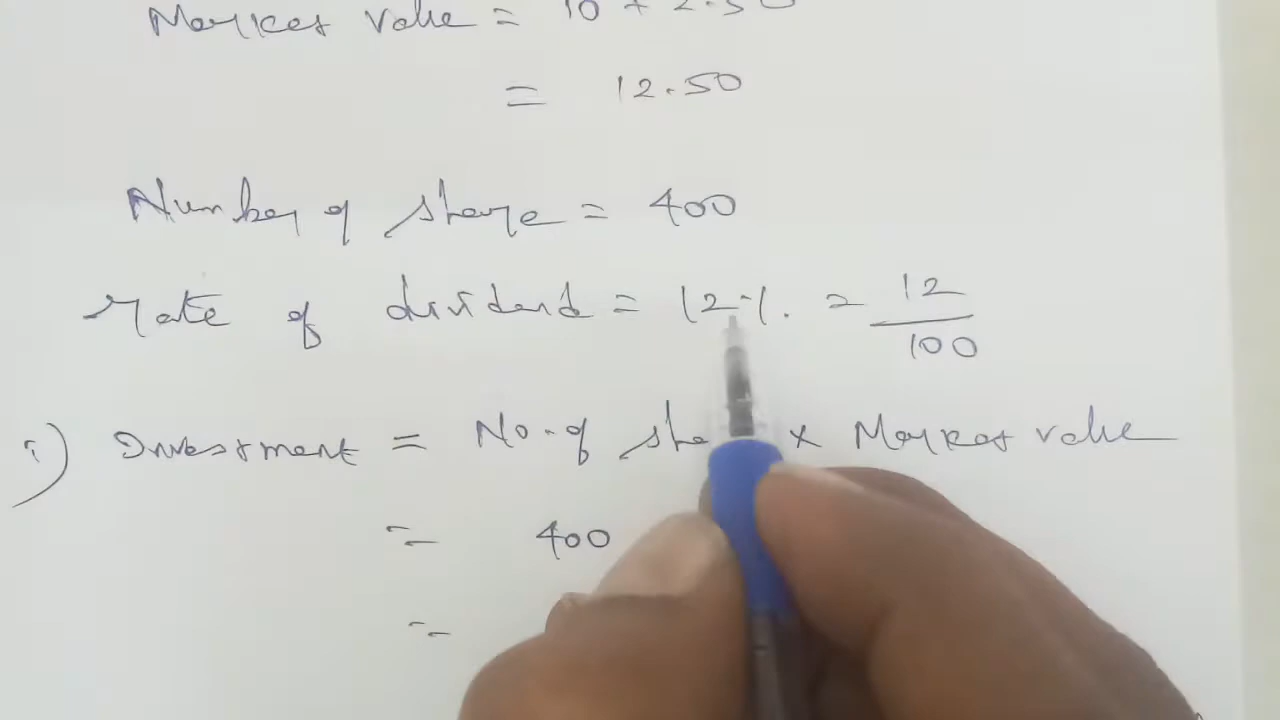 Market value = 10 + 2.50
= 12.50
Number of share = 400
rate of dividend = 12%. = 12/100
i) Investment = No. of sha × Market value
= 400
=